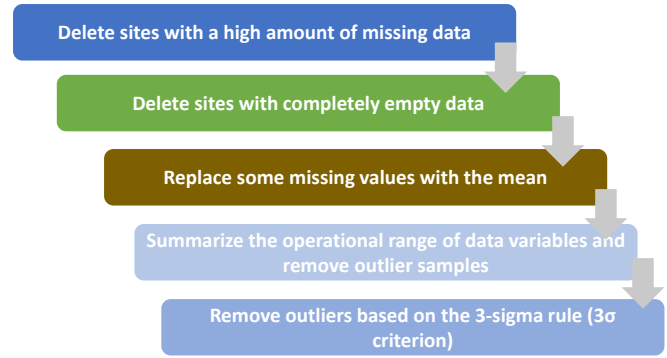 Delete sites with a high amount of missing data
Delete sites with completely empty data
Replace some missing values with the mean
Summarize the operational range of data variables and
remove outlier samples
Remove outliers based on the 3-sigma rule (3σ
criterion)